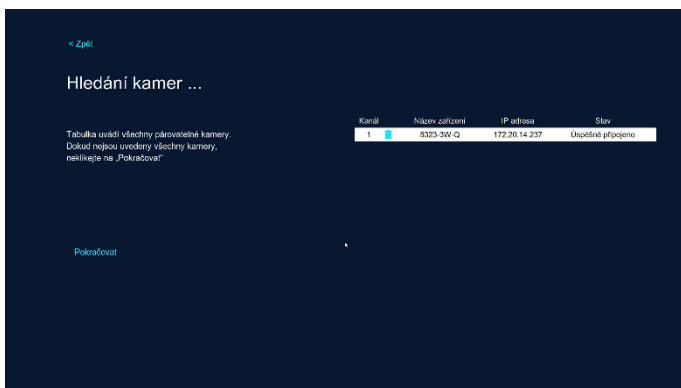 < Zpět
Hledání kamer ...
Tabulka uvádí všechny párovatelné kamery.
Dokud nejsou uvedeny všechny kamery,
neklikejte na „Pokračovat"
Kanál Název zařízení IP adresa Stav
1 5323-3W-Q 172.20.14.237 Úspěšně připojeno
Pokračovat